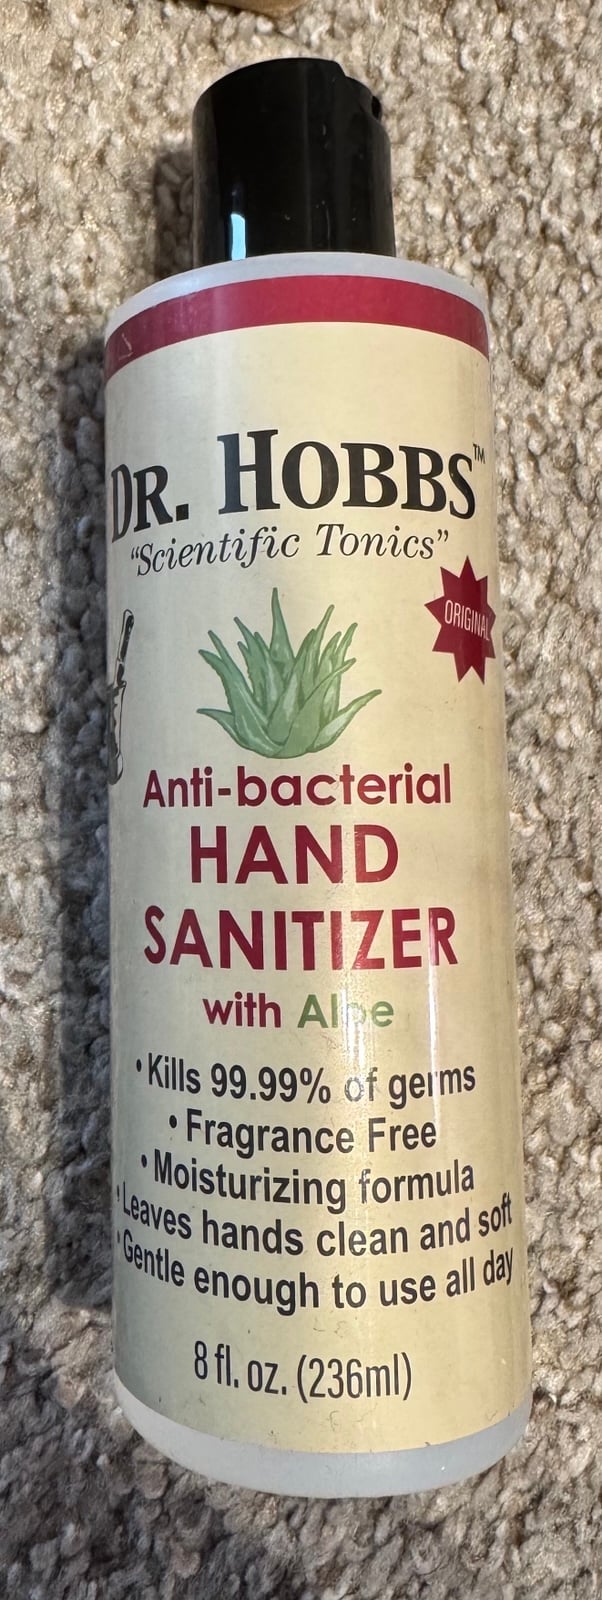 DR. HOBBS™
"Scientific Tonics"
ORIGINAL
Anti-bacterial
HAND
SANITIZER
with Aloe
• Kills 99.99% of germs
• Fragrance Free
• Moisturizing formula
• Leaves hands clean and soft
• Gentle enough to use all day
8 fl. oz. (236ml)